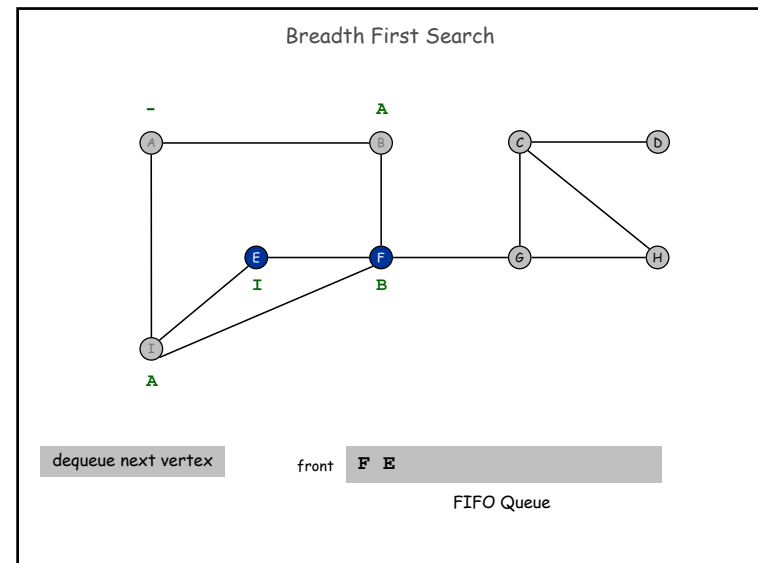 Breadth First Search
- A
A B C D
E F G H
I B
I
A
dequeue next vertex front F E
FIFO Queue